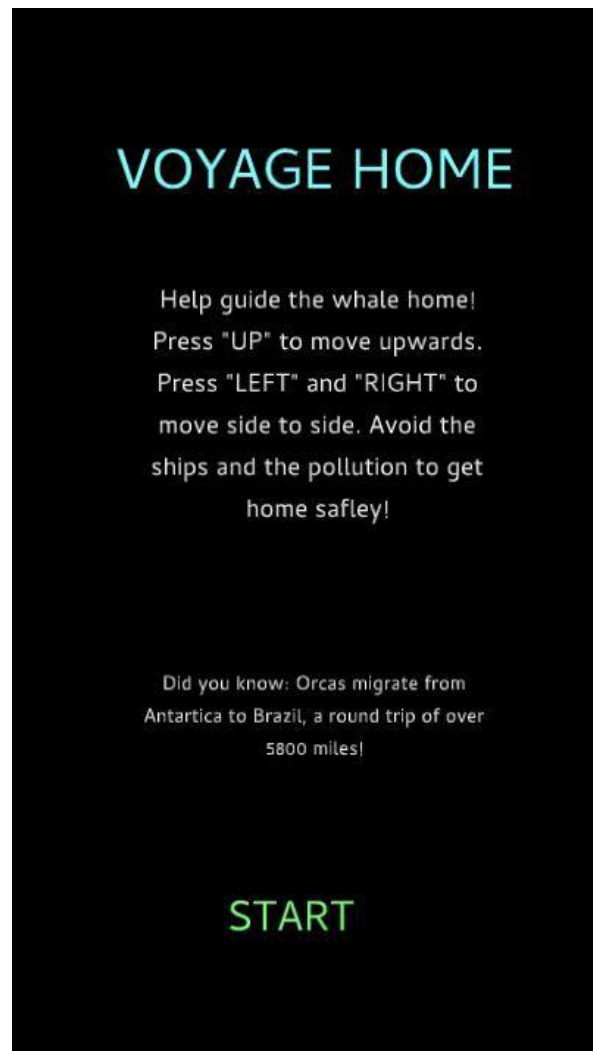 VOYAGE HOME
Help guide the whale home!
Press "UP" to move upwards.
Press "LEFT" and "RIGHT" to
move side to side. Avoid the
ships and the pollution to get
home safley!
Did you know: Orcas migrate from
Antartica to Brazil, a round trip of over
5800 miles!
START